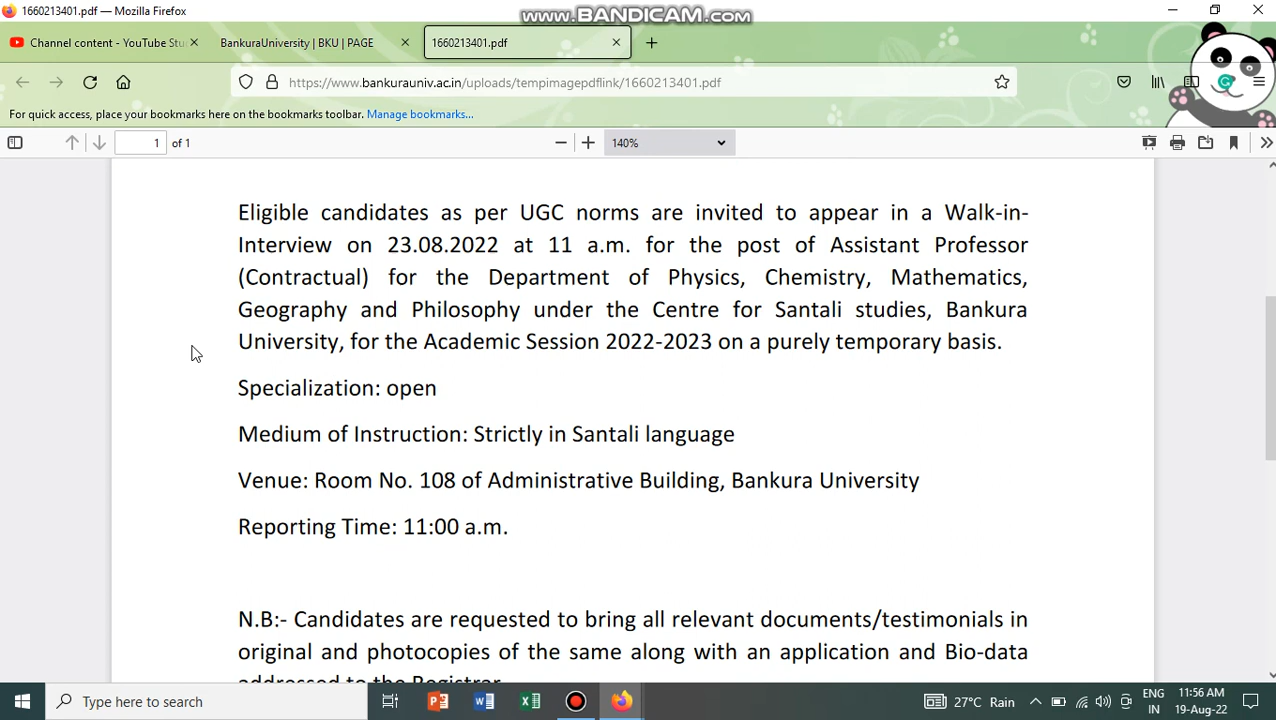 1660213401.pdf — Mozilla Firefox
www.BANDICAM.com
Channel content - YouTube Stu
BankuraUniversity | BKU | PAGE
1660213401.pdf
https://www.bankurauniv.ac.in/uploads/tempimagepdflink/1660213401.pdf
For quick access, place your bookmarks here on the bookmarks toolbar. Manage bookmarks...
1 of 1
140%
Eligible candidates as per UGC norms are invited to appear in a Walk-in-
Interview on 23.08.2022 at 11 a.m. for the post of Assistant Professor
(Contractual) for the Department of Physics, Chemistry, Mathematics,
Geography and Philosophy under the Centre for Santali studies, Bankura
University, for the Academic Session 2022-2023 on a purely temporary basis.
Specialization: open
Medium of Instruction: Strictly in Santali language
Venue: Room No. 108 of Administrative Building, Bankura University
Reporting Time: 11:00 a.m.
N.B:- Candidates are requested to bring all relevant documents/testimonials in
original and photocopies of the same along with an application and Bio-data
addressed to the Registrar
Type here to search
27°C Rain
ENG
IN
11:56 AM
19-Aug-22